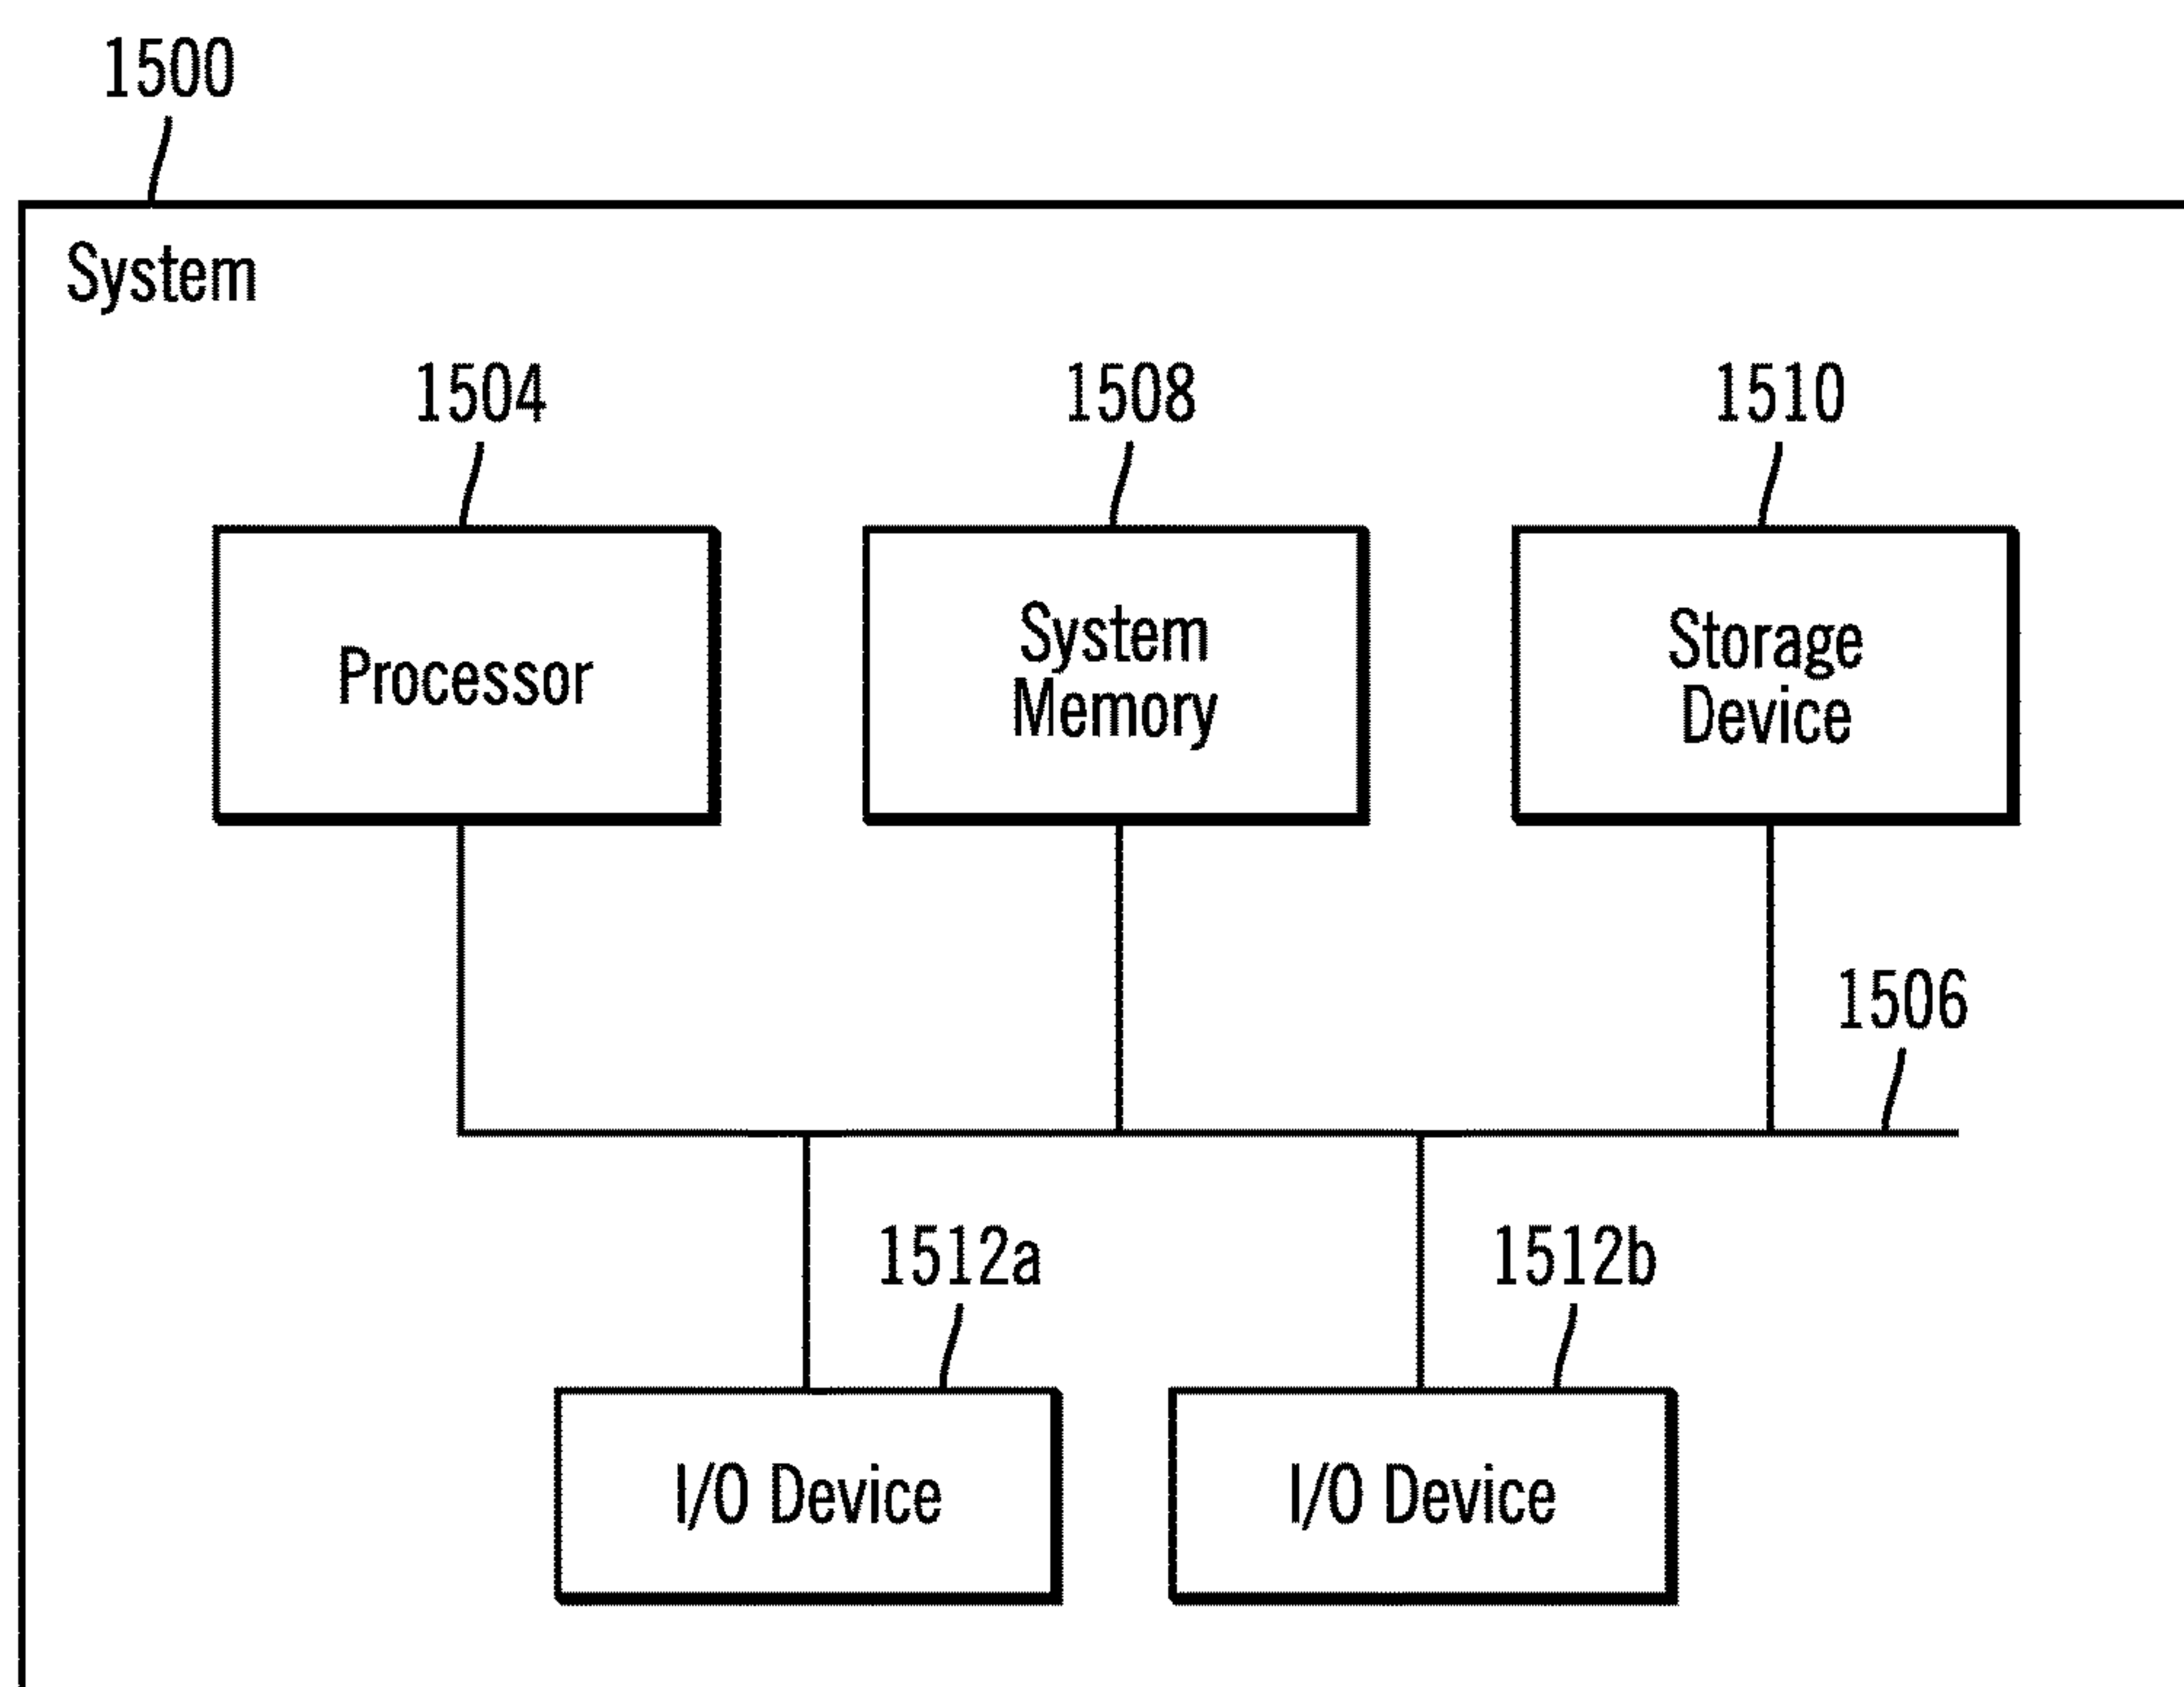 1500
System
1504
1508
1510
Processor
System
Memory
Storage
Device
1506
1512a
1512b
I/O Device
I/O Device